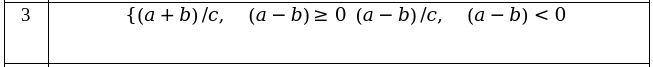 3 {(a + b) /c, (a − b) ≥ 0 (a − b) /c, (a − b) < 0